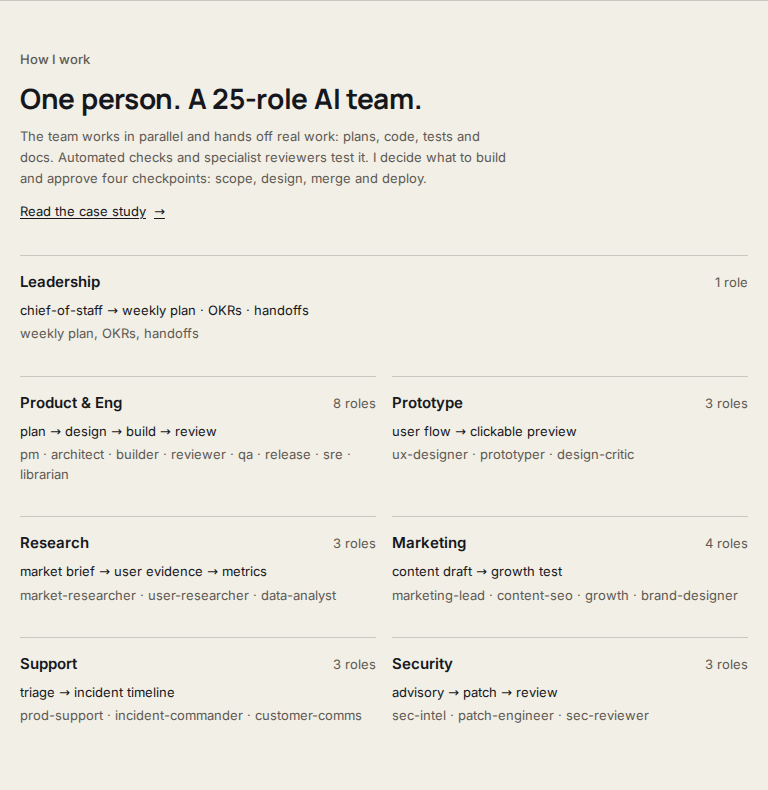 How I work
One person. A 25-role AI team.
The team works in parallel and hands off real work: plans, code, tests and
docs. Automated checks and specialist reviewers test it. I decide what to build
and approve four checkpoints: scope, design, merge and deploy.
Read the case study →
Leadership 1 role
chief-of-staff → weekly plan · OKRs · handoffs
weekly plan, OKRs, handoffs
Product & Eng 8 roles
plan → design → build → review
pm · architect · builder · reviewer · qa · release · sre ·
librarian
Prototype 3 roles
user flow → clickable preview
ux-designer · prototyper · design-critic
Research 3 roles
market brief → user evidence → metrics
market-researcher · user-researcher · data-analyst
Marketing 4 roles
content draft → growth test
marketing-lead · content-seo · growth · brand-designer
Support 3 roles
triage → incident timeline
prod-support · incident-commander · customer-comms
Security 3 roles
advisory → patch → review
sec-intel · patch-engineer · sec-reviewer